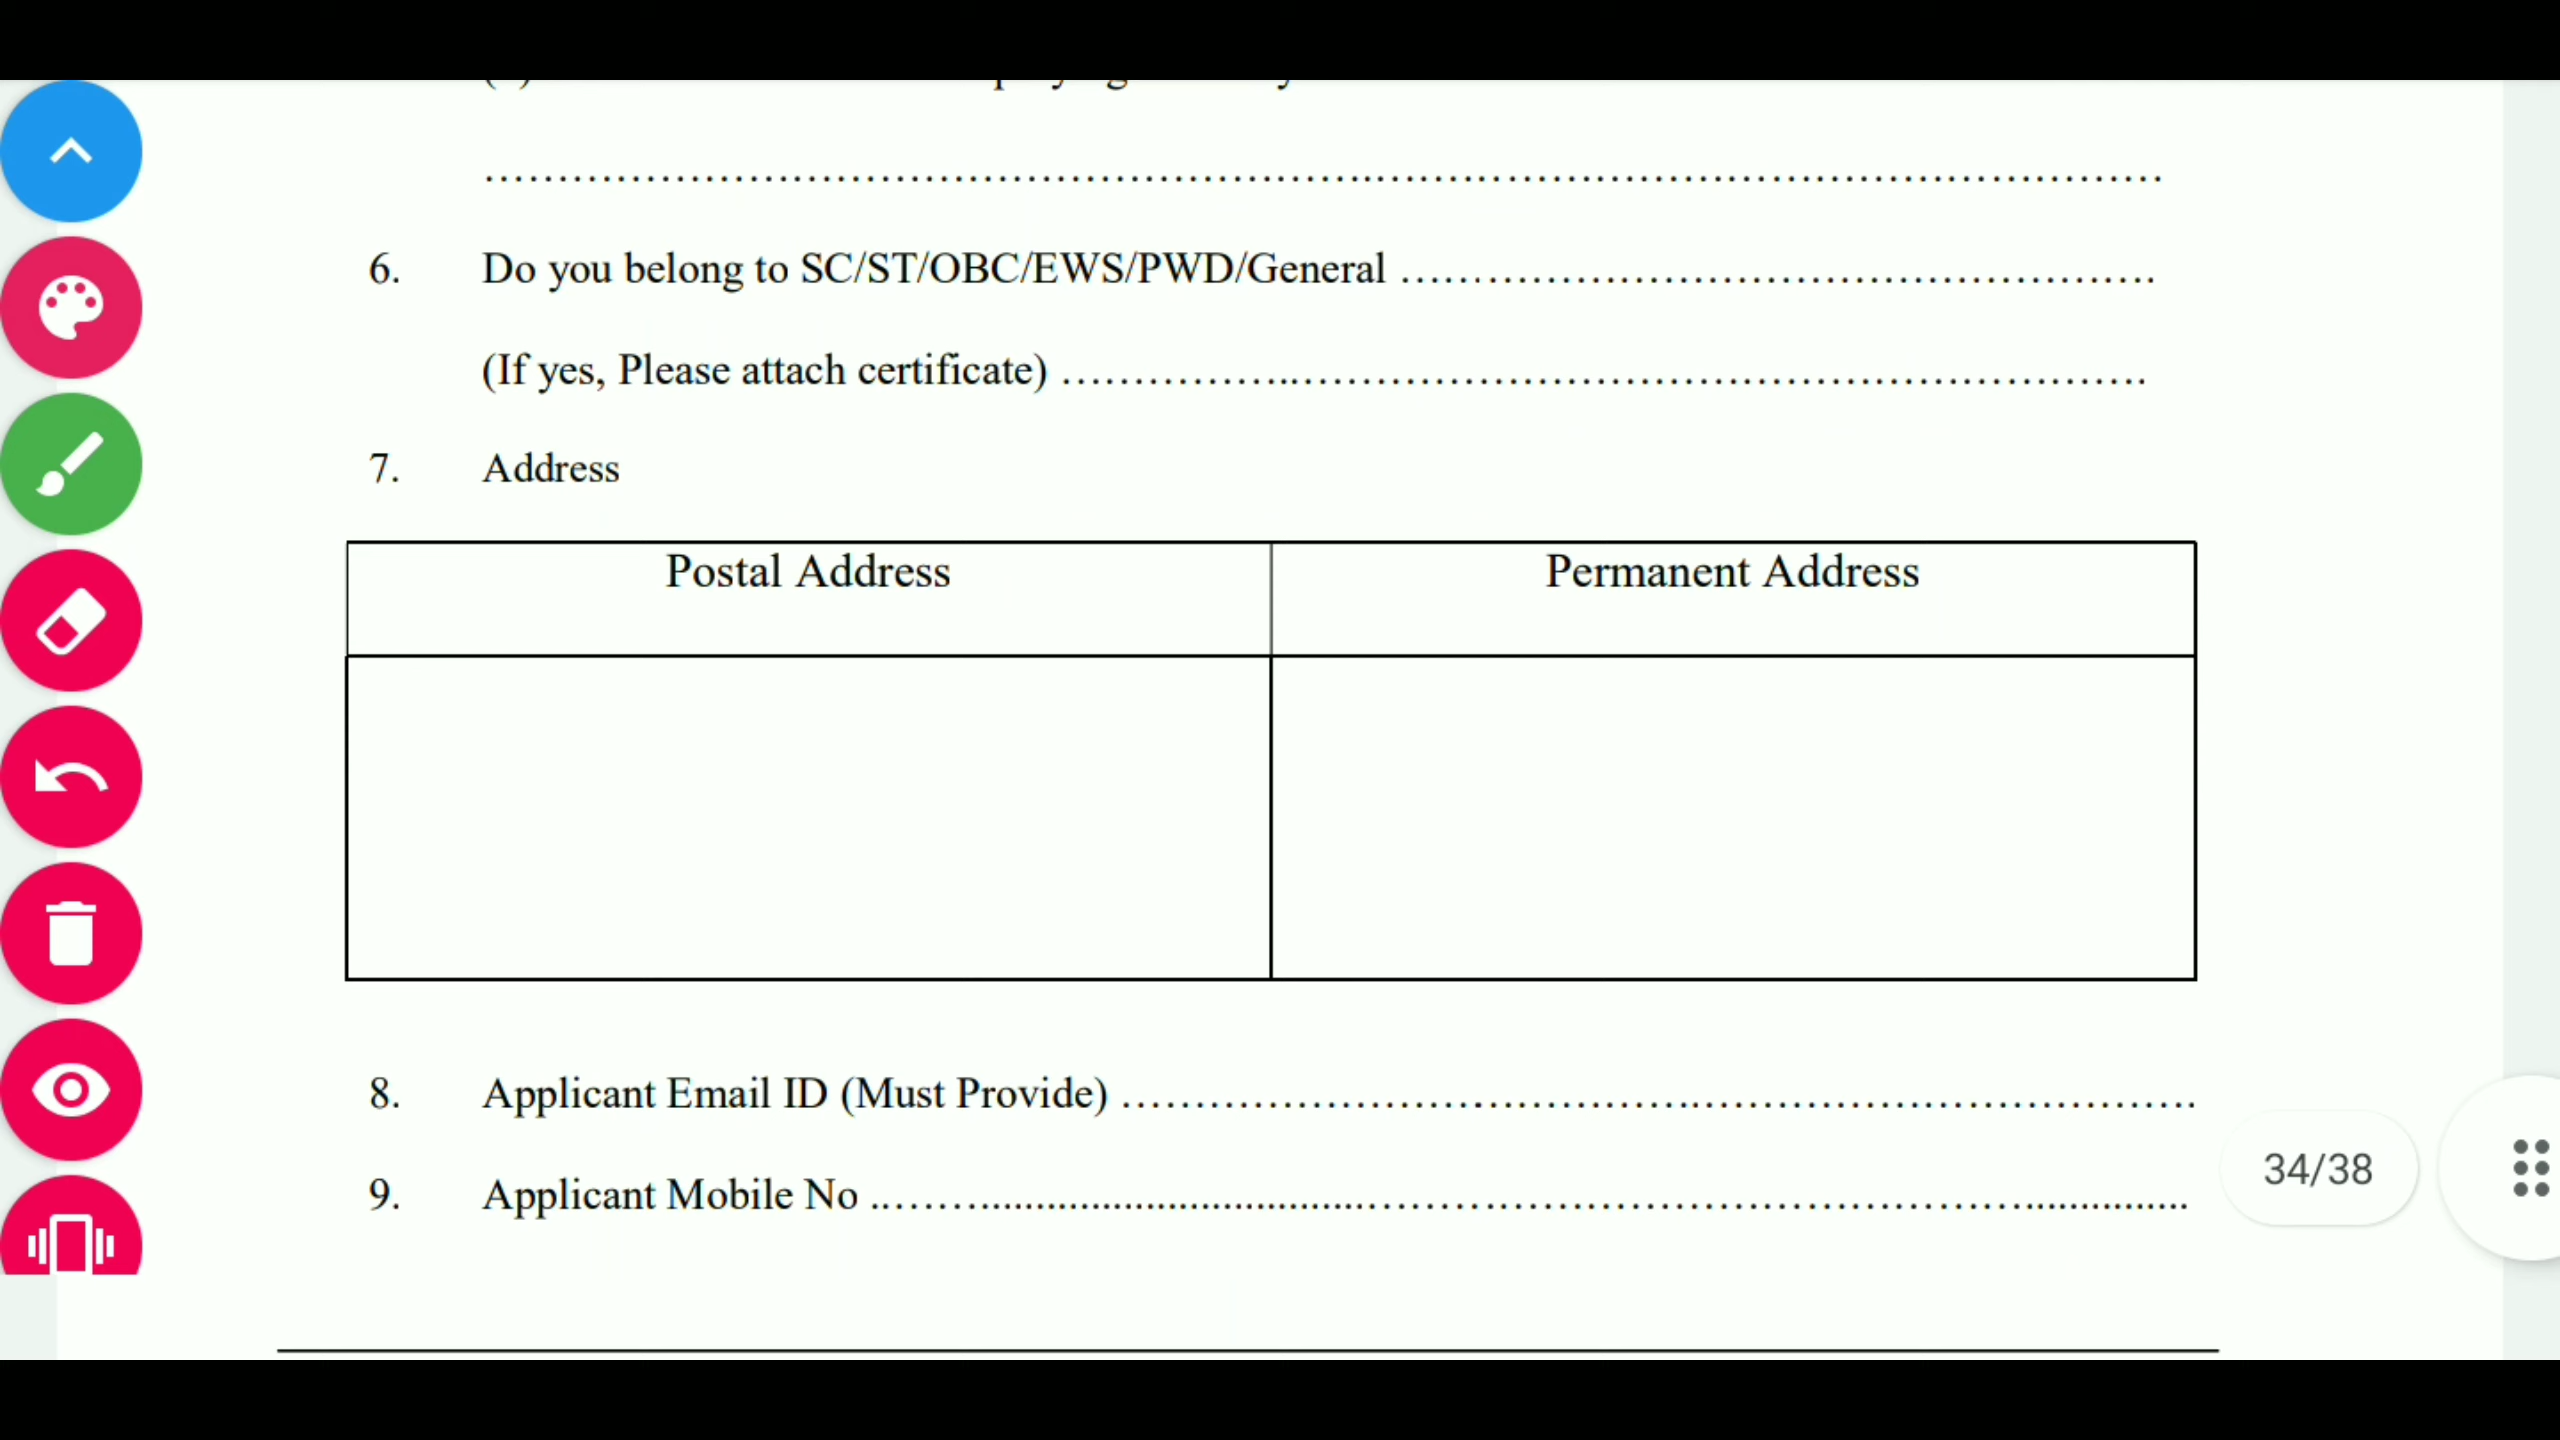 ……………………………………………………………………………………………………
6. Do you belong to SC/ST/OBC/EWS/PWD/General ……………………………………………
(If yes, Please attach certificate) ……………..…………………………………………………
7. Address
Postal Address Permanent Address
8. Applicant Email ID (Must Provide) …………………………………..……………………………
9. Applicant Mobile No ..……..................................……………………………………...............
34/38